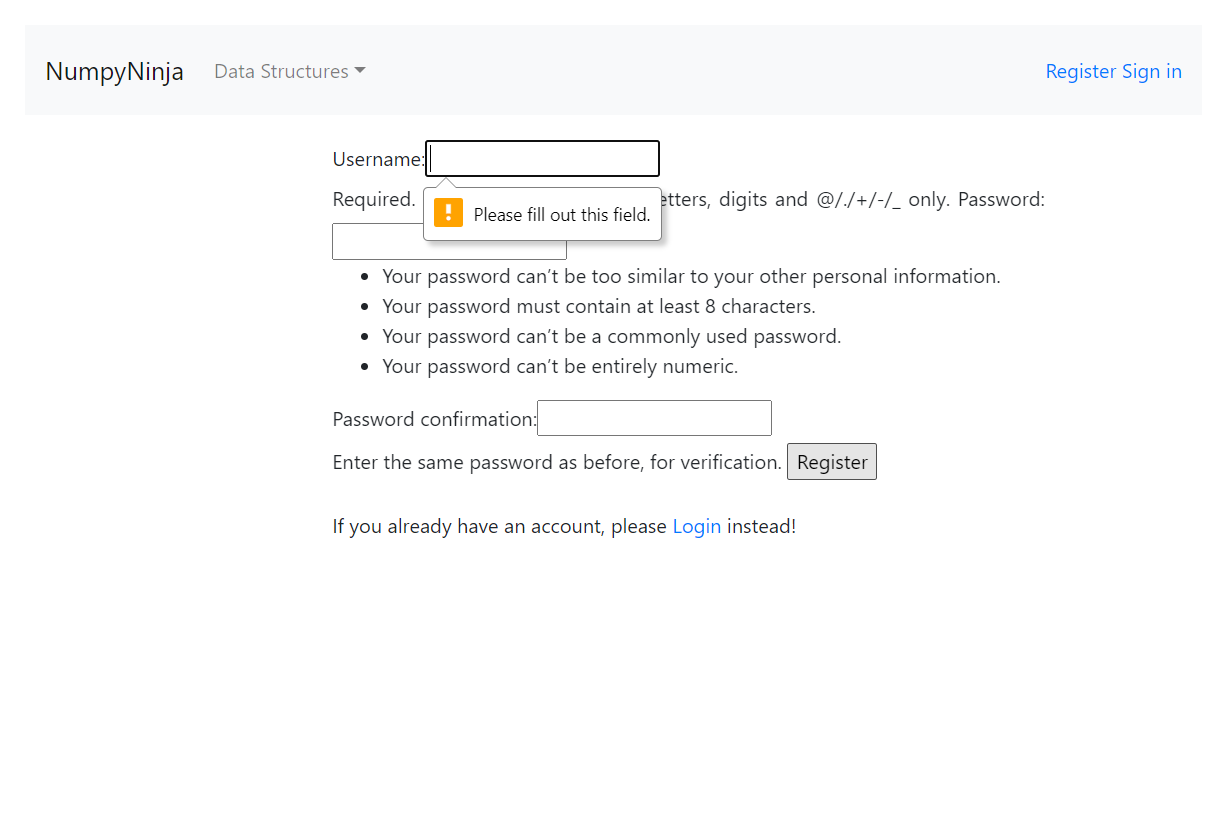 NumpyNinja Data Structures Register Sign in
Username:
Please fill out this field.
Required. digits and @/./+/-/_ only. Password:
• Your password can’t be too similar to your other personal information.
• Your password must contain at least 8 characters.
• Your password can’t be a commonly used password.
• Your password can’t be entirely numeric.
Password confirmation:
Enter the same password as before, for verification. Register
If you already have an account, please Login instead!